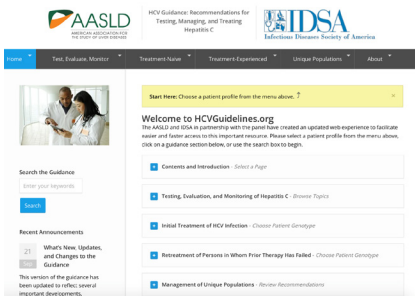 AASLD
AMERICAN ASSOCIATION FOR
THE STUDY OF LIVER DISEASES
HCV Guidance: Recommendations for
Testing, Managing, and Treating
Hepatitis C
IDSA
Infectious Diseases Society of America
Home
Test, Evaluate, Monitor
Treatment-Naive
Treatment-Experienced
Unique Populations
About
Start Here: Choose a patient profile from the menu above. ↑
×
Welcome to HCVGuidelines.org
The AASLD and IDSA in partnership with the panel have created an updated web experience to facilitate
easier and faster access to this important resource. Please select a patient profile from the menu above,
click on a guidance section below, or use the search box to begin.
Contents and Introduction - Select a Page
Testing, Evaluation, and Monitoring of Hepatitis C - Browse Topics
Initial Treatment of HCV Infection - Choose Patient Genotype
Retreatment of Persons in Whom Prior Therapy Has Failed - Choose Patient Genotype
Management of Unique Populations - Review Recommendations
Search the Guidance
Enter your keywords
Search
Recent Announcements
21
Sep
What's New, Updates,
and Changes to the
Guidance
This version of the guidance has
been updated to reflect several
important developments,